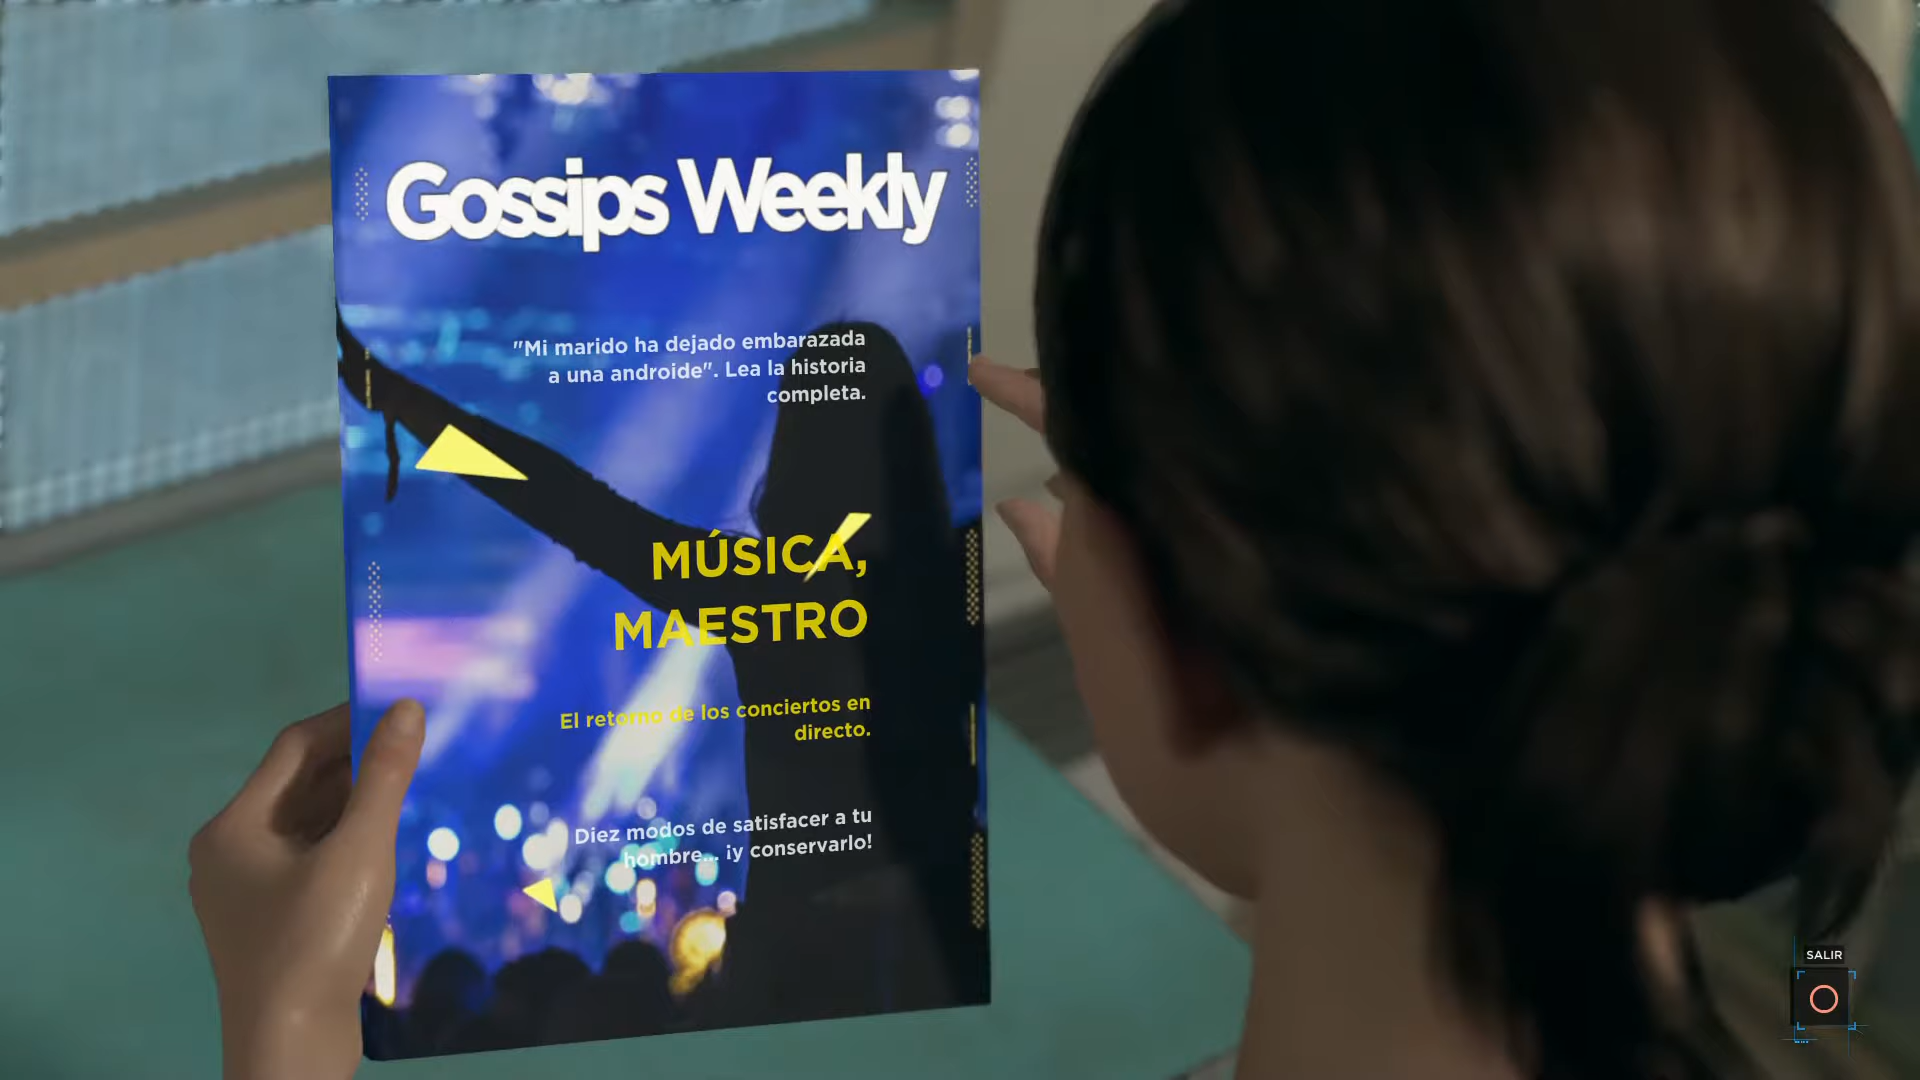 Gossips Weekly
"Mi marido ha dejado embarazada
a una androide". Lea la historia
completa.
MÚSICA,
MAESTRO
El retorno de los conciertos en
directo.
Diez modos de satisfacer a tu
hombre... ¡y conservarlo!
SALIR